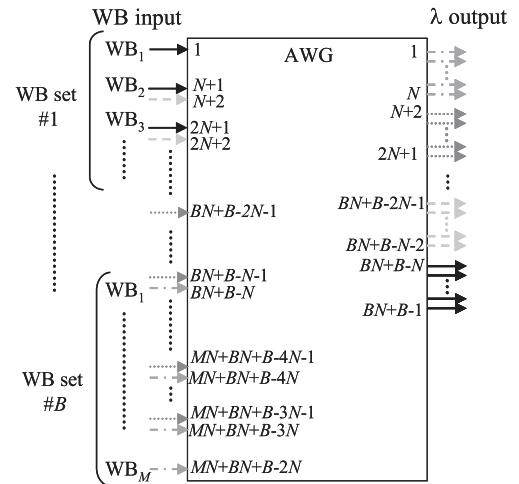 WB input
λ output
AWG
WB set
#1
WB1
WB2
WB3
1
N+1
N+2
2N+1
2N+2
BN+B-2N-1
BN+B-N-1
BN+B-N
MN+BN+B-4N-1
MN+BN+B-4N
MN+BN+B-3N-1
MN+BN+B-3N
MN+BN+B-2N
WB set
#B
WB1
WBM
1
N
N+2
2N+1
BN+B-2N-1
BN+B-N-2
BN+B-N
BN+B-1